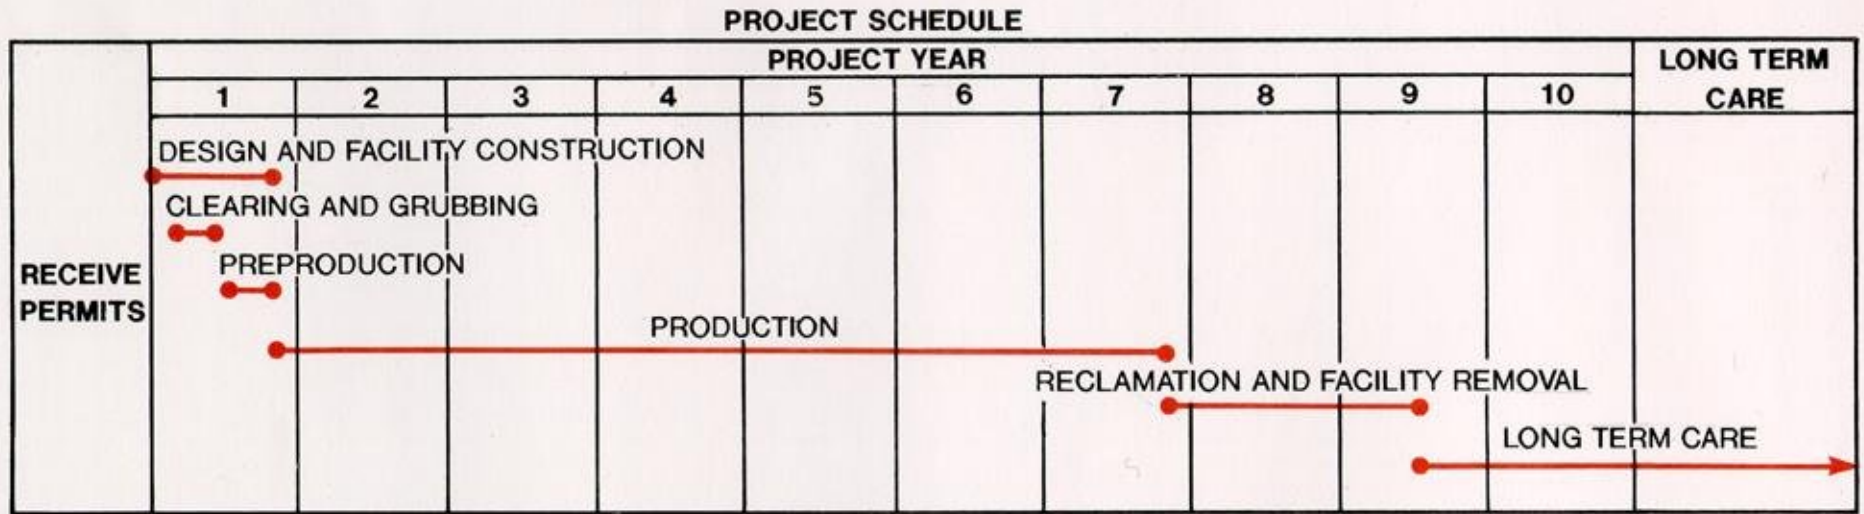 PROJECT SCHEDULE
PROJECT YEAR
LONG TERM
CARE
1 2 3 4 5 6 7 8 9 10
DESIGN AND FACILITY CONSTRUCTION
CLEARING AND GRUBBING
PREPRODUCTION
RECEIVE
PERMITS
PRODUCTION
RECLAMATION AND FACILITY REMOVAL
LONG TERM CARE